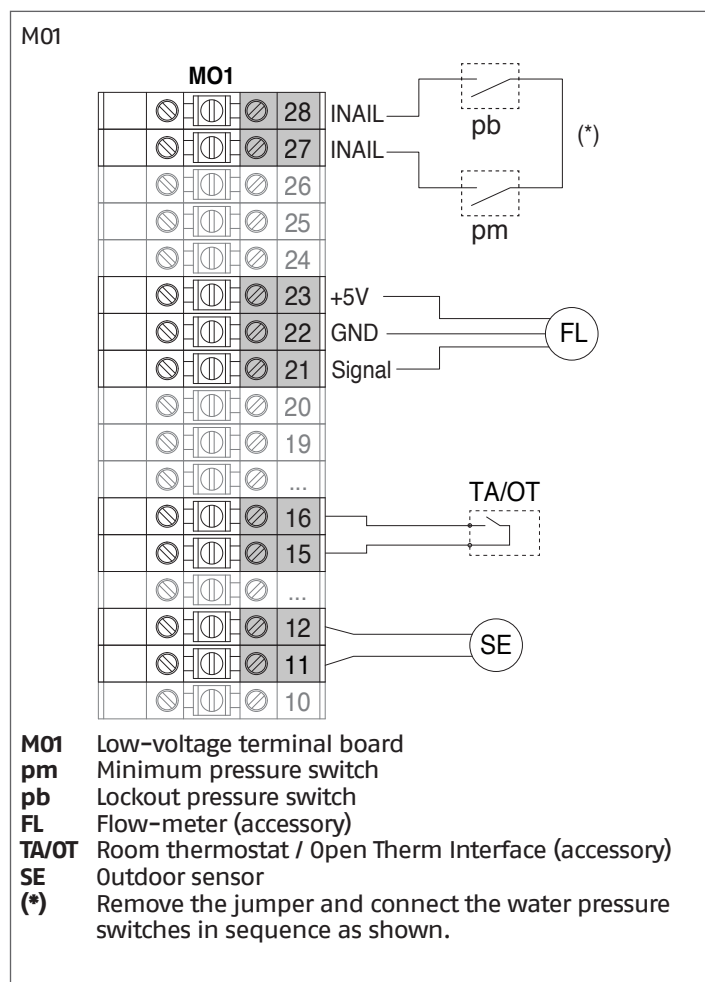 M01
MO1
28 INAIL
pb
(*)
27 INAIL
26
pm
25
24
23 +5V
22 GND
FL
21 Signal
20
19
...
TA/OT
16
15
...
12
SE
11
10
M01 Low-voltage terminal board
pm Minimum pressure switch
pb Lockout pressure switch
FL Flow-meter (accessory)
TA/OT Room thermostat / Open Therm Interface (accessory)
SE Outdoor sensor
(*) Remove the jumper and connect the water pressure
switches in sequence as shown.